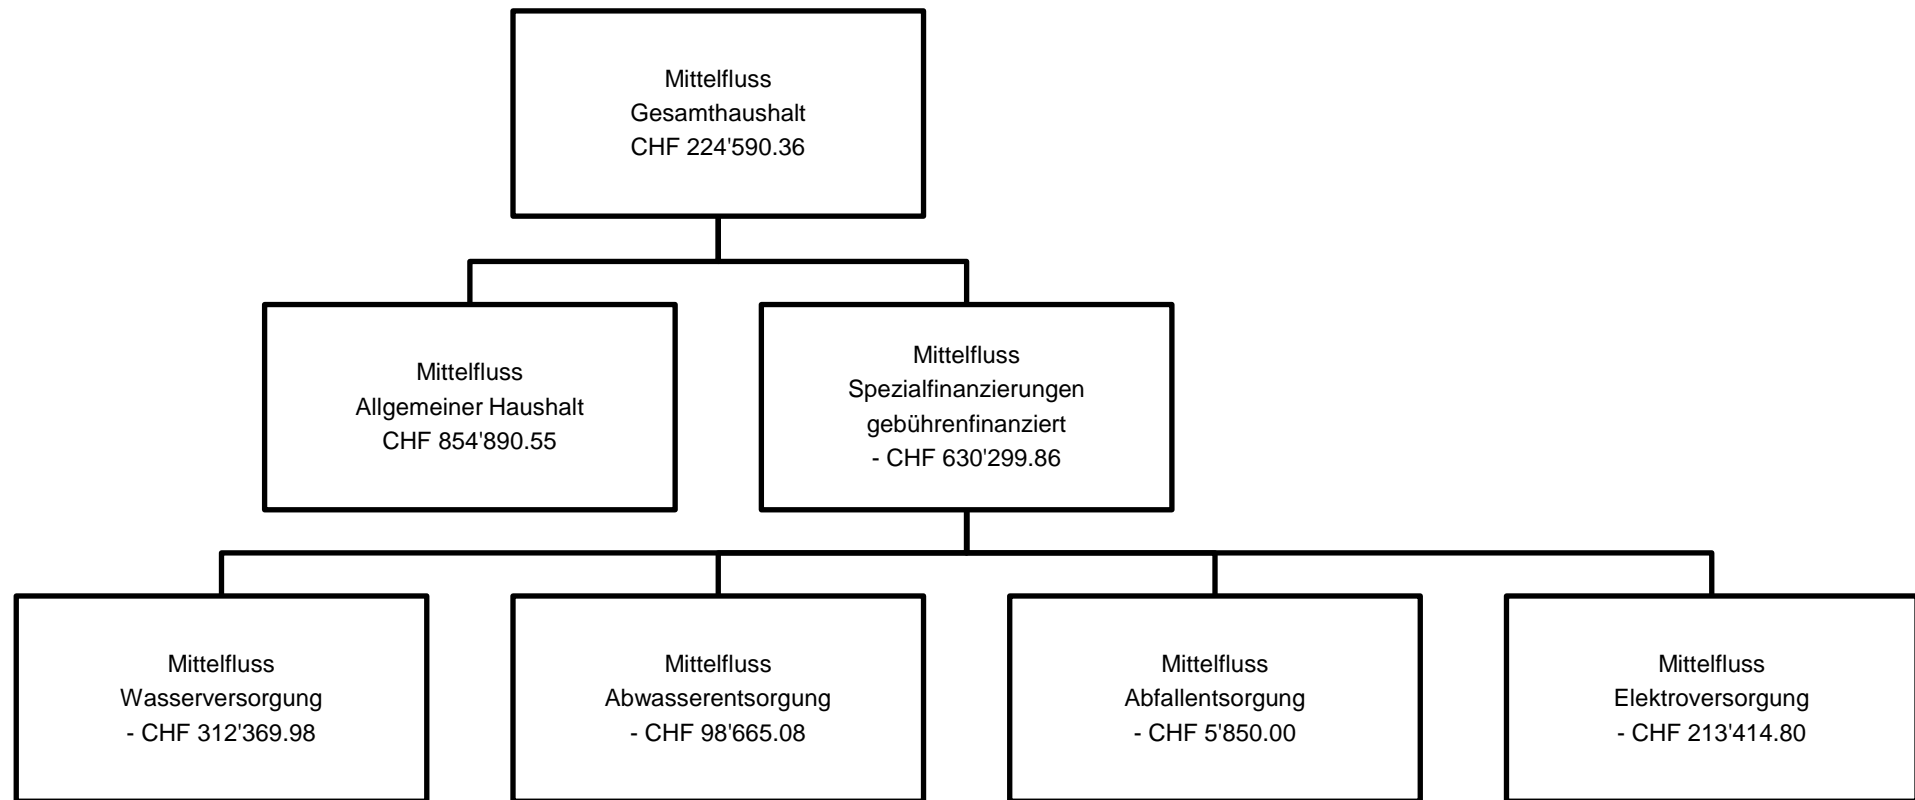 Mittelfluss
Gesamthaushalt
CHF 224'590.36
Mittelfluss
Allgemeiner Haushalt
CHF 854'890.55
Mittelfluss
Spezialfinanzierungen
gebührenfinanziert
- CHF 630'299.86
Mittelfluss
Wasserversorgung
- CHF 312'369.98
Mittelfluss
Abwasserentsorgung
- CHF 98'665.08
Mittelfluss
Abfallentsorgung
- CHF 5'850.00
Mittelfluss
Elektroversorgung
- CHF 213'414.80